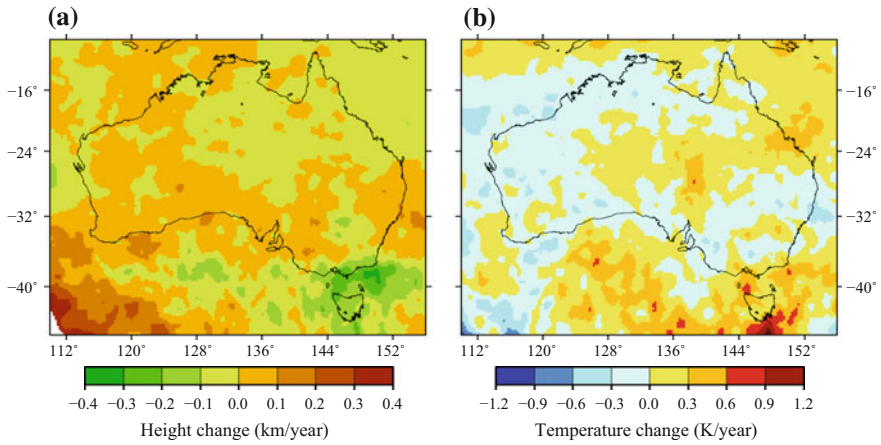 (a) (b)
−16° −16°
−24° −24°
−32° −32°
−40° −40°
112° 120° 128° 136° 144° 152° 112° 120° 128° 136° 144° 152°
−0.4 −0.3 −0.2 −0.1 0.0 0.1 0.2 0.3 0.4 −1.2 −0.9 −0.6 −0.3 0.0 0.3 0.6 0.9 1.2
Height change (km/year) Temperature change (K/year)